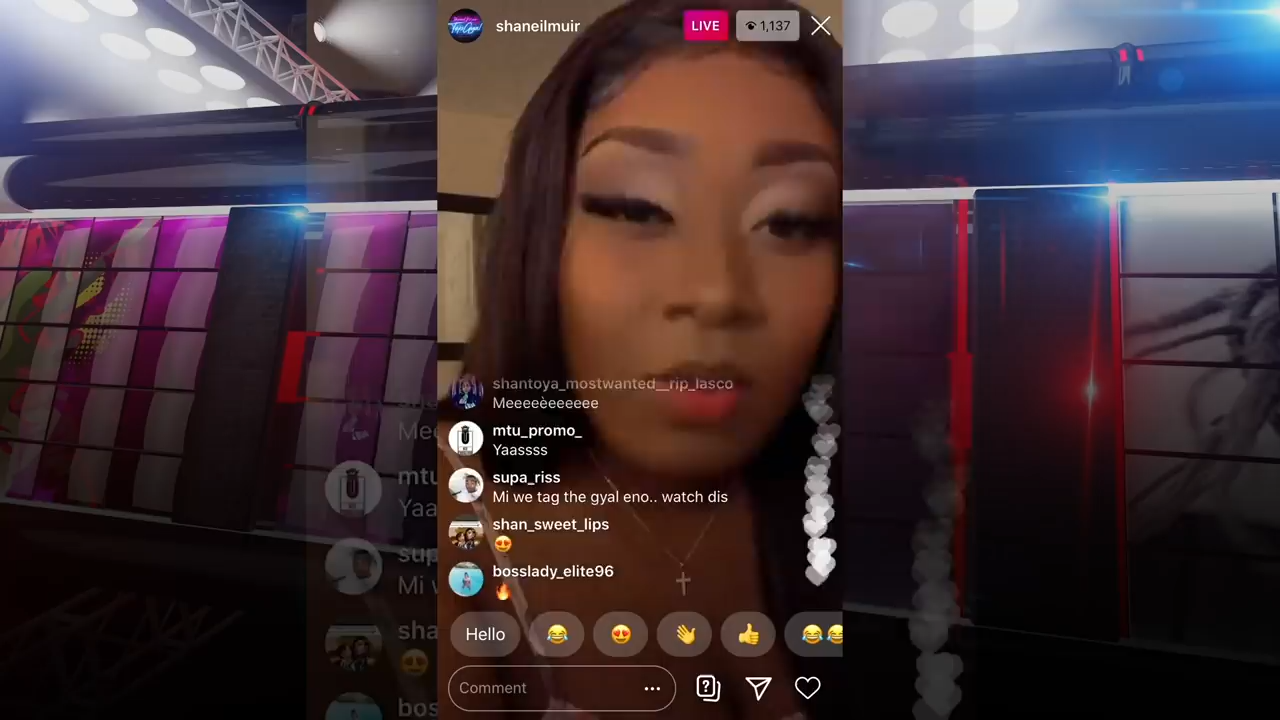 shaneilmuir
LIVE
1,137
shantoya_mostwanted__rip_lasco
Meeeeèeeeeee
mtu_promo_
Yaassss
supa_riss
Mi we tag the gyal eno.. watch dis
shan_sweet_lips
😍
bosslady_elite96
🔥
Hello 😂 😍 👋 👍 😂😂
Comment